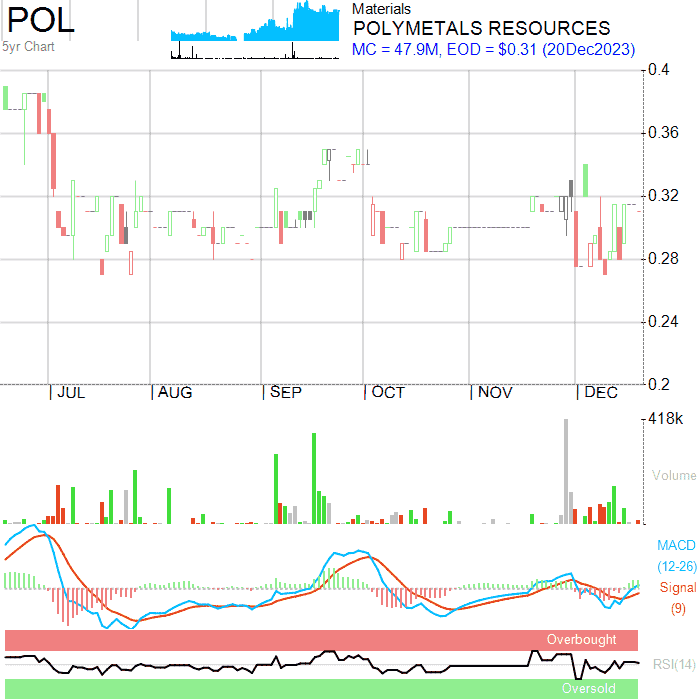 POL
5yr Chart
Materials
POLYMETALS RESOURCES
MC = 47.9M, EOD = $0.31 (20Dec2023)
0.4
0.36
0.32
0.28
0.24
0.2
JUL AUG SEP OCT NOV DEC
418k
Volume
MACD
(12-26)
Signal
(9)
Overbought
RSI(14)
Oversold